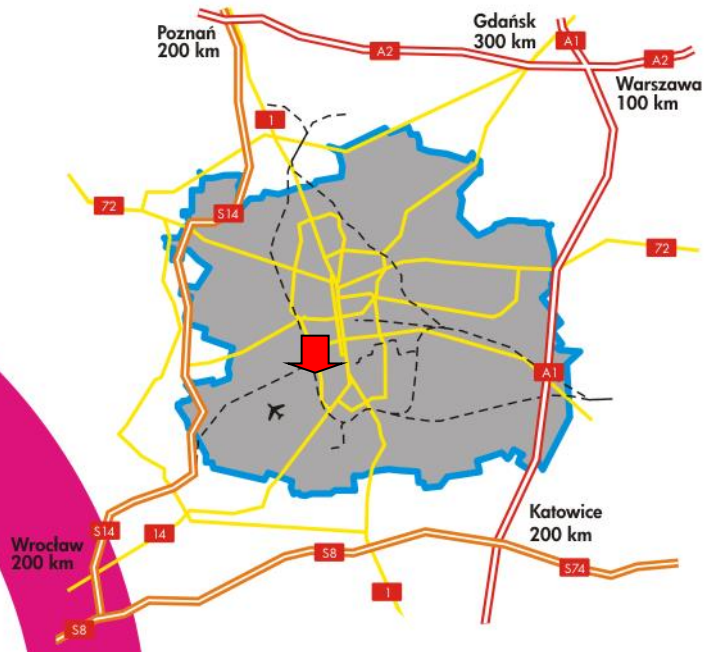 Poznań
200 km
Gdańsk
300 km
A1
A2
A2
Warszawa
100 km
1
72
S14
72
A1
Katowice
200 km
S14
14
Wrocław
200 km
S8
S74
1
S8